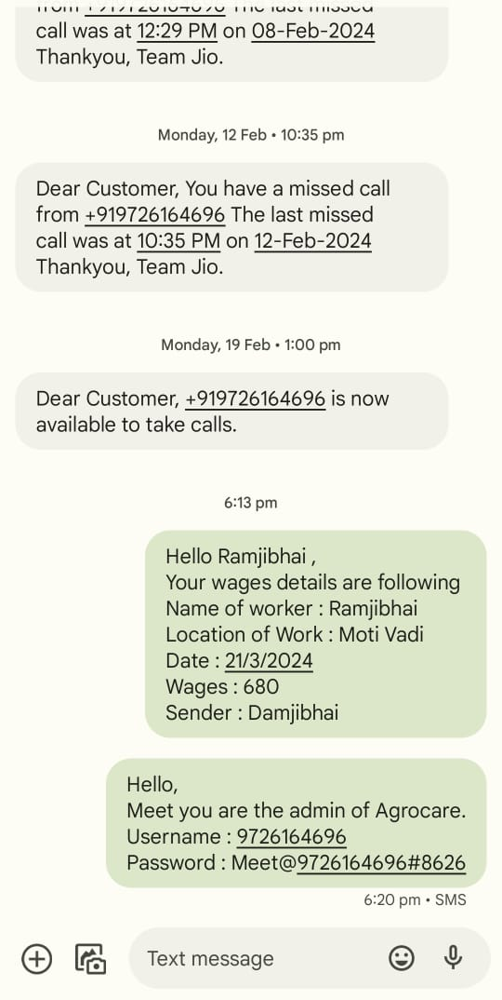 call was at 12:29 PM on 08-Feb-2024
Thankyou, Team Jio.
Monday, 12 Feb • 10:35 pm
Dear Customer, You have a missed call
from +919726164696 The last missed
call was at 10:35 PM on 12-Feb-2024
Thankyou, Team Jio.
Monday, 19 Feb • 1:00 pm
Dear Customer, +919726164696 is now
available to take calls.
6:13 pm
Hello Ramjibhai ,
Your wages details are following
Name of worker : Ramjibhai
Location of Work : Moti Vadi
Date : 21/3/2024
Wages : 680
Sender : Damjibhai
Hello,
Meet you are the admin of Agrocare.
Username : 9726164696
Password : Meet@9726164696#8626
6:20 pm • SMS
Text message